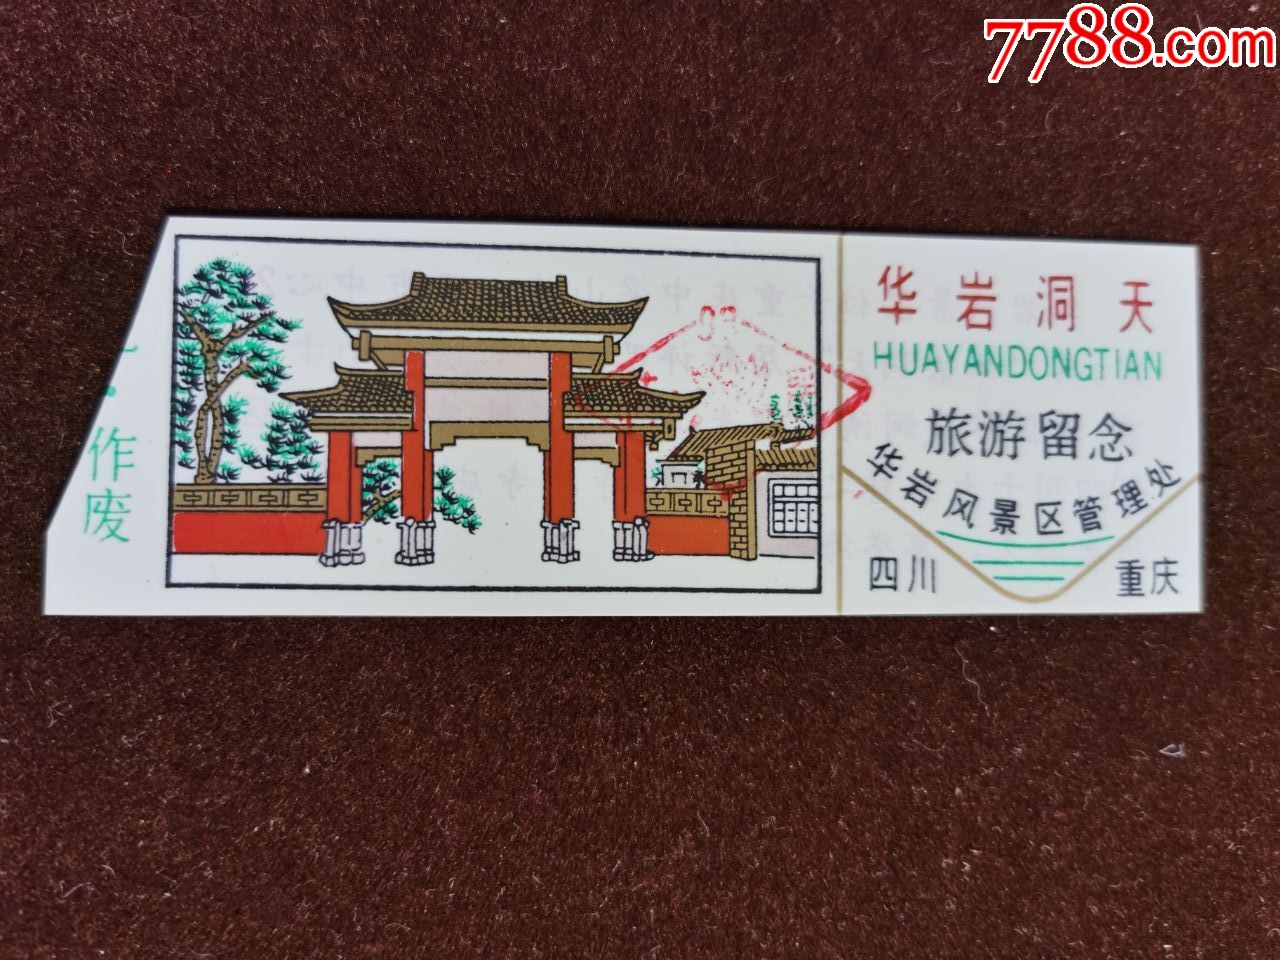 7788.com
华岩洞天
HUAYANDONGTIAN
旅游留念
华岩风景区管理处
四川 重庆
作废